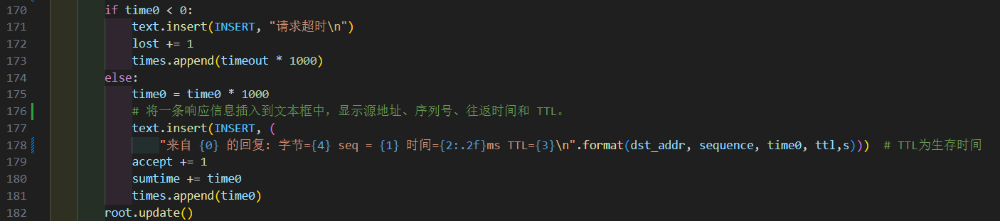 170 if time0 < 0:
171 text.insert(INSERT, "请求超时\n")
172 lost += 1
173 times.append(timeout * 1000)
174 else:
175 time0 = time0 * 1000
176 # 将一条响应信息插入到文本框中，显示源地址、序列号、往返时间和 TTL。
177 text.insert(INSERT, (
178 "来自 {0} 的回复: 字节={4} seq = {1} 时间={2:.2f}ms TTL={3}\n".format(dst_addr, sequence, time0, ttl,s))) # TTL为生存时间
179 accept += 1
180 sumtime += time0
181 times.append(time0)
182 root.update()